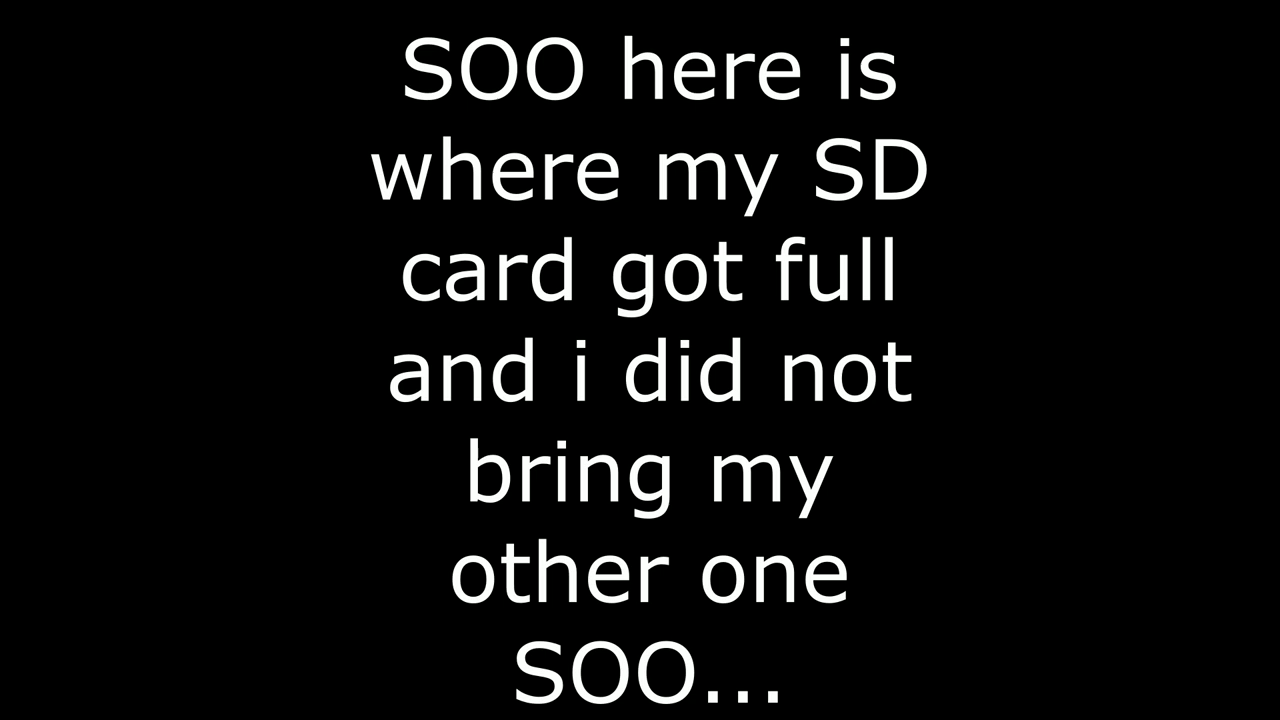 SOO here is
where my SD
card got full
and i did not
bring my
other one
SOO...